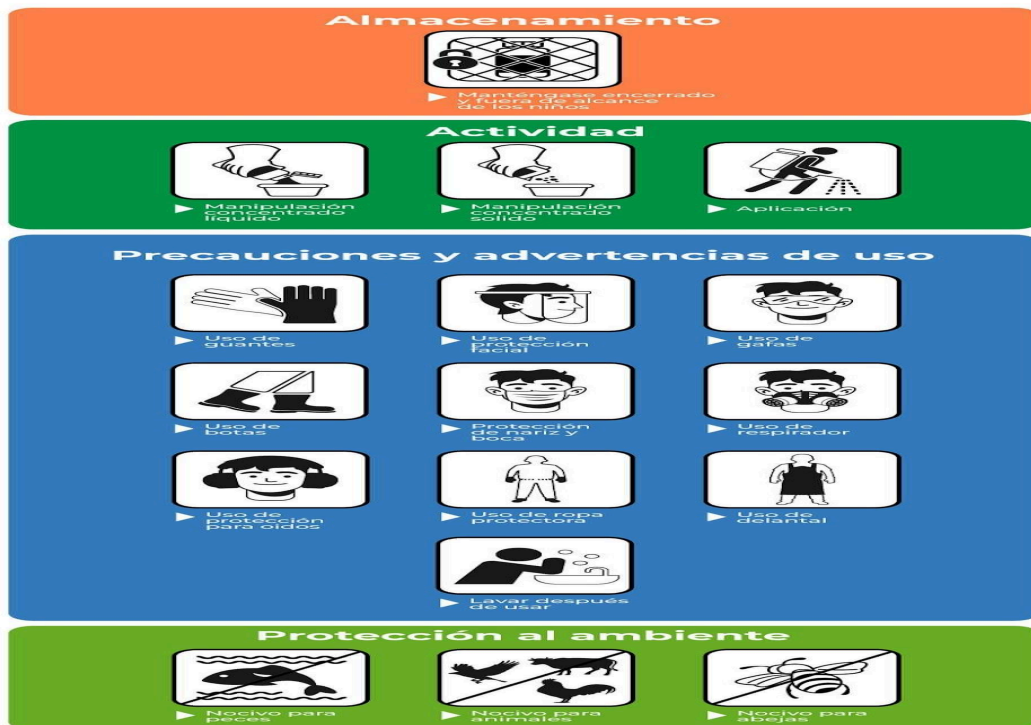 Almacenamiento
Manténgase encerrado
y fuera de alcance
de los niños
Actividad
Manipulación
concentrado
líquido
Manipulación
concentrado
solido
Aplicación
Precauciones y advertencias de uso
Uso de
guantes
Uso de
protección
facial
Uso de
gafas
Uso de
botas
Protección
de nariz y
boca
Uso de
respirador
Uso de
protección
para oidos
Uso de ropa
protectora
Uso de
delantal
Lavar después
de usar
Protección al ambiente
Nocivo para
peces
Nocivo para
animales
Nocivo para
abejas